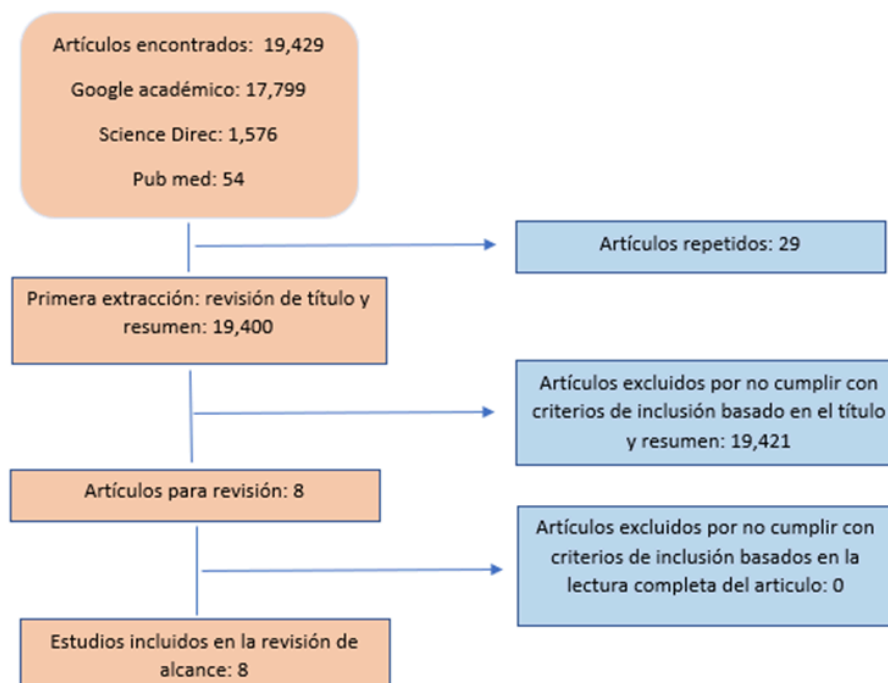 Artículos encontrados:  19,429
Google académico: 17,799
Science Direc: 1,576
Pub med: 54
Artículos repetidos: 29
Primera extracción: revisión de título y
resumen: 19,400
Artículos excluidos por no cumplir con
criterios de inclusión basado en el título
y resumen: 19,421
Artículos para revisión: 8
Artículos excluidos por no cumplir con
criterios de inclusión basados en la
lectura completa del articulo: 0
Estudios incluidos en la revisión de
alcance: 8